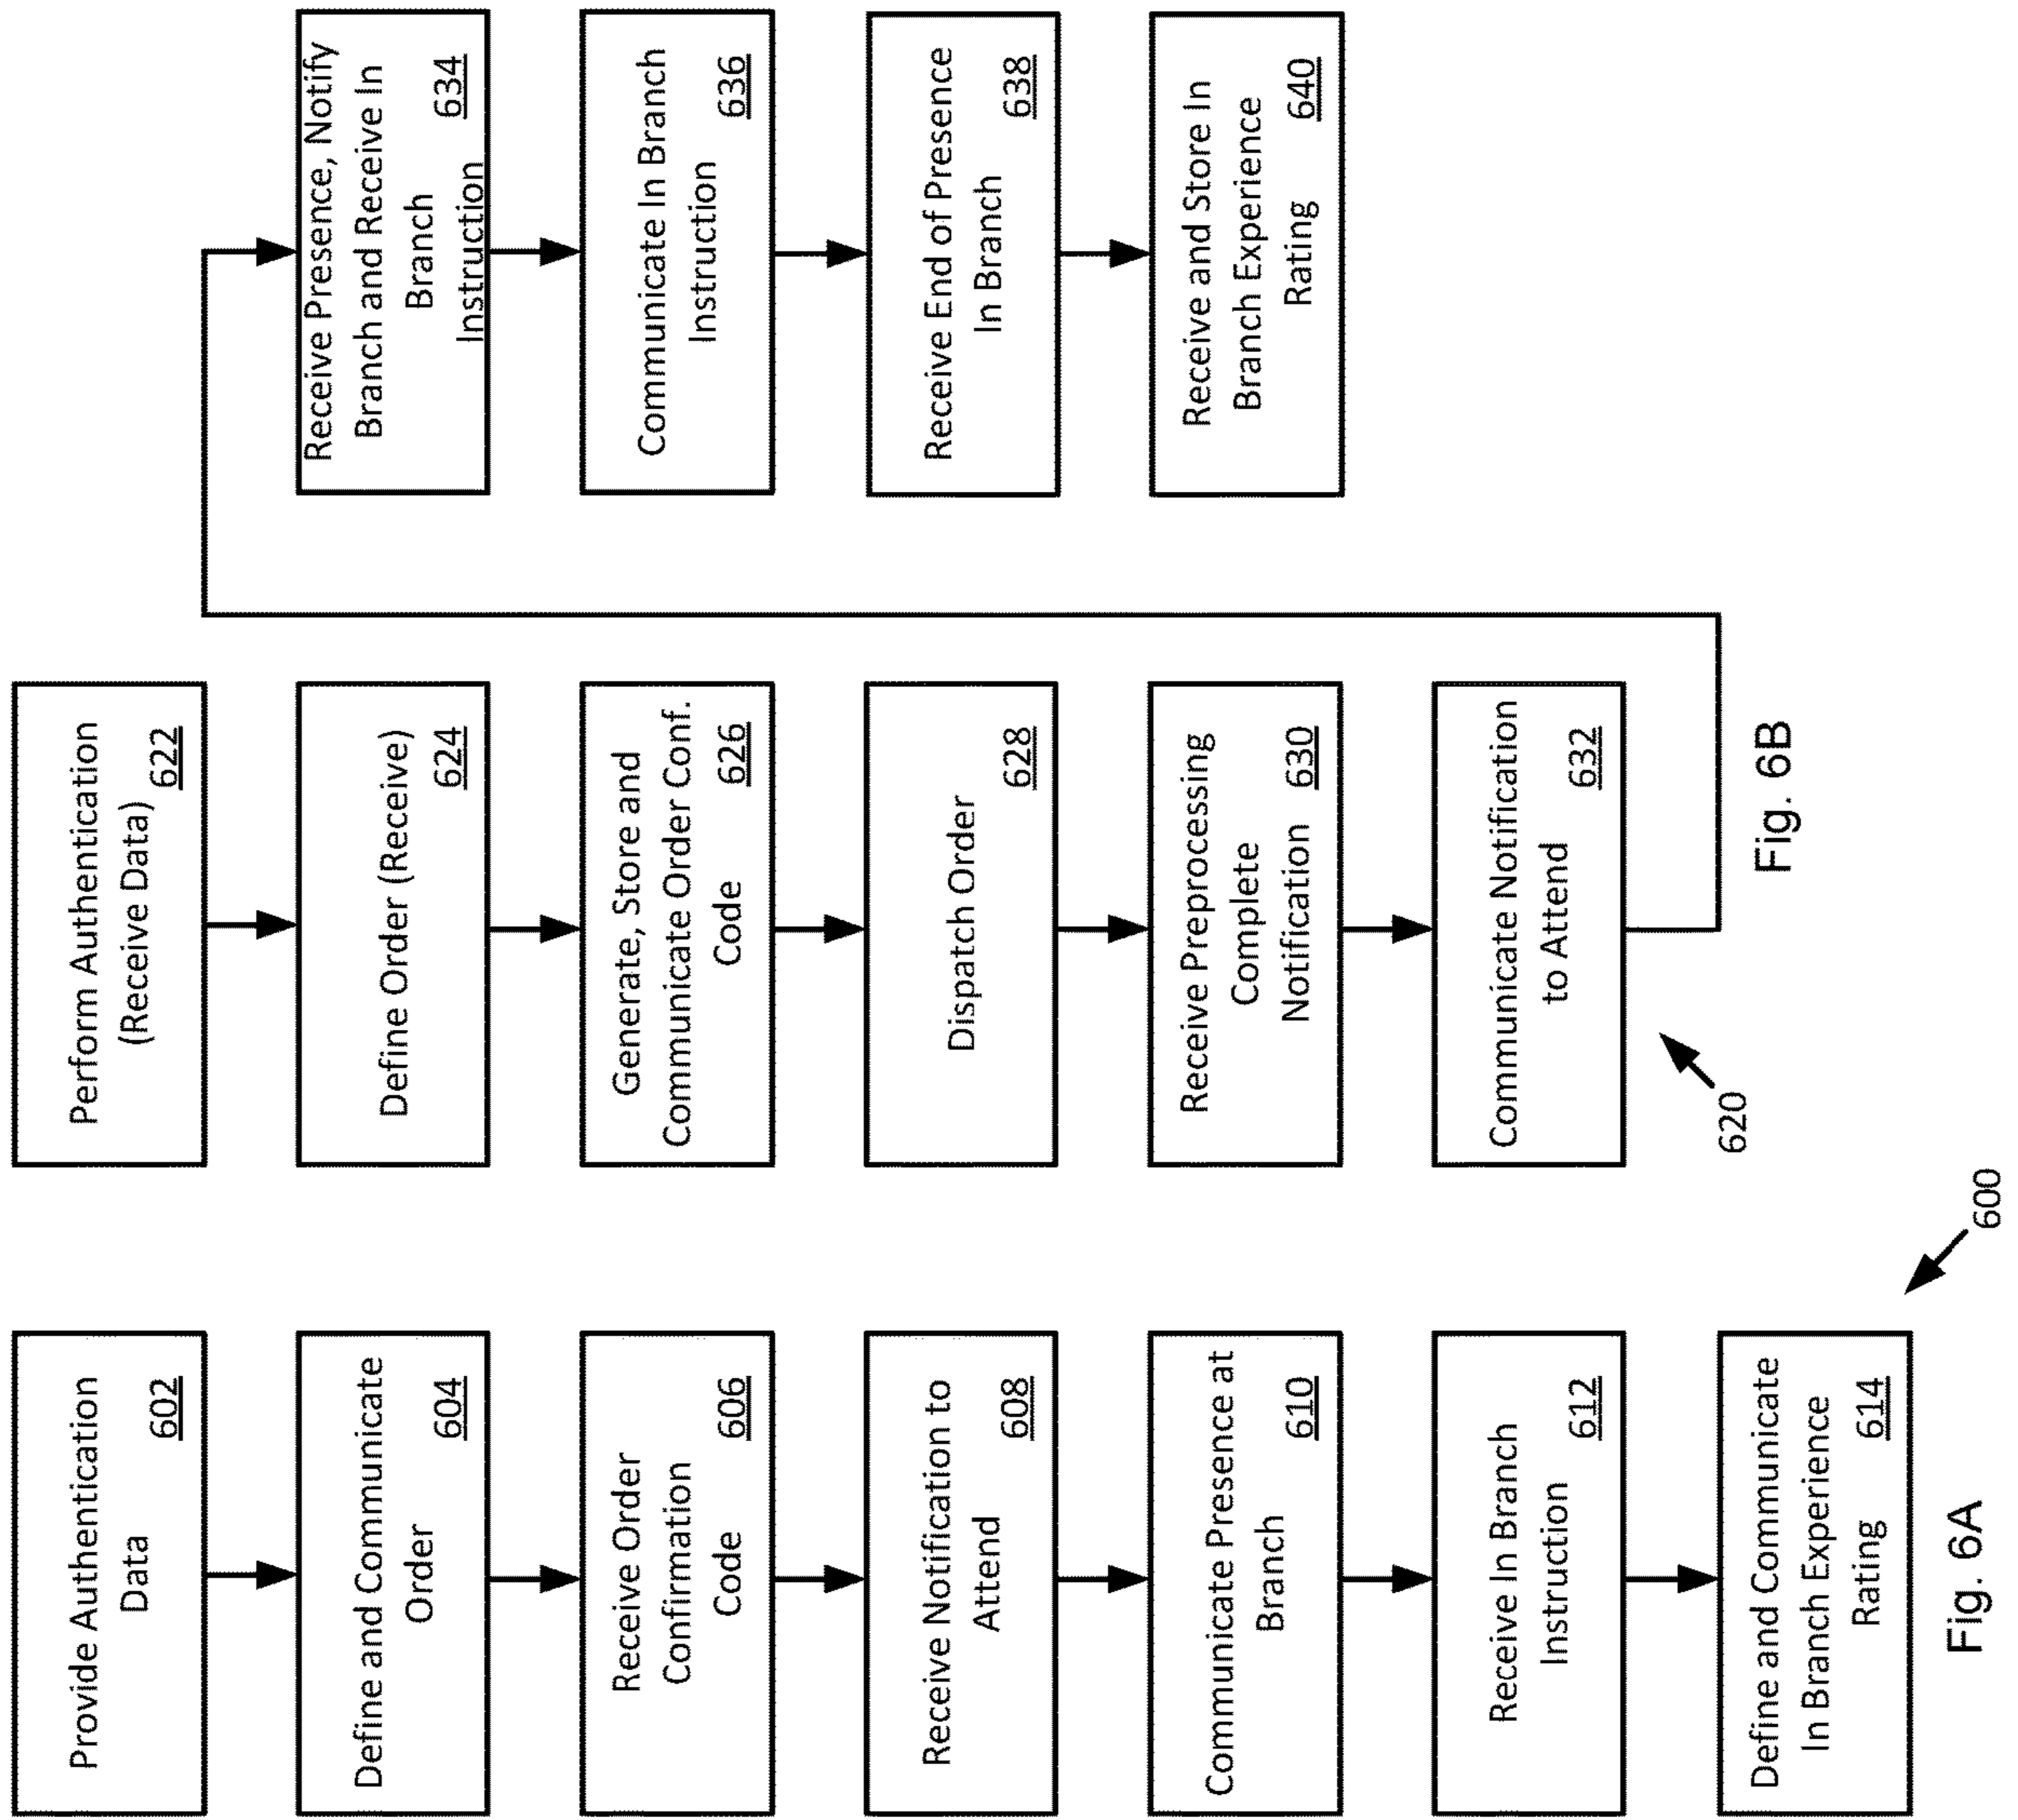 Provide Authentication
Data 602
Define and Communicate
Order 604
Receive Order
Confirmation
Code 606
Receive Notification to
Attend 608
Communicate Presence at
Branch 610
Receive In Branch
Instruction 612
Define and Communicate
In Branch Experience
Rating 614
Fig. 6A
600
Perform Authentication
(Receive Data) 622
Define Order (Receive)
624
Generate, Store and
Communicate Order Conf.
Code 626
Dispatch Order
628
Receive Preprocessing
Complete
Notification 630
Communicate Notification
to Attend 632
620
Fig. 6B
Receive Presence, Notify
Branch and Receive In
Branch 634
Instruction
Communicate In Branch
Instruction 636
Receive End of Presence
In Branch 638
Receive and Store In
Branch Experience
Rating 640